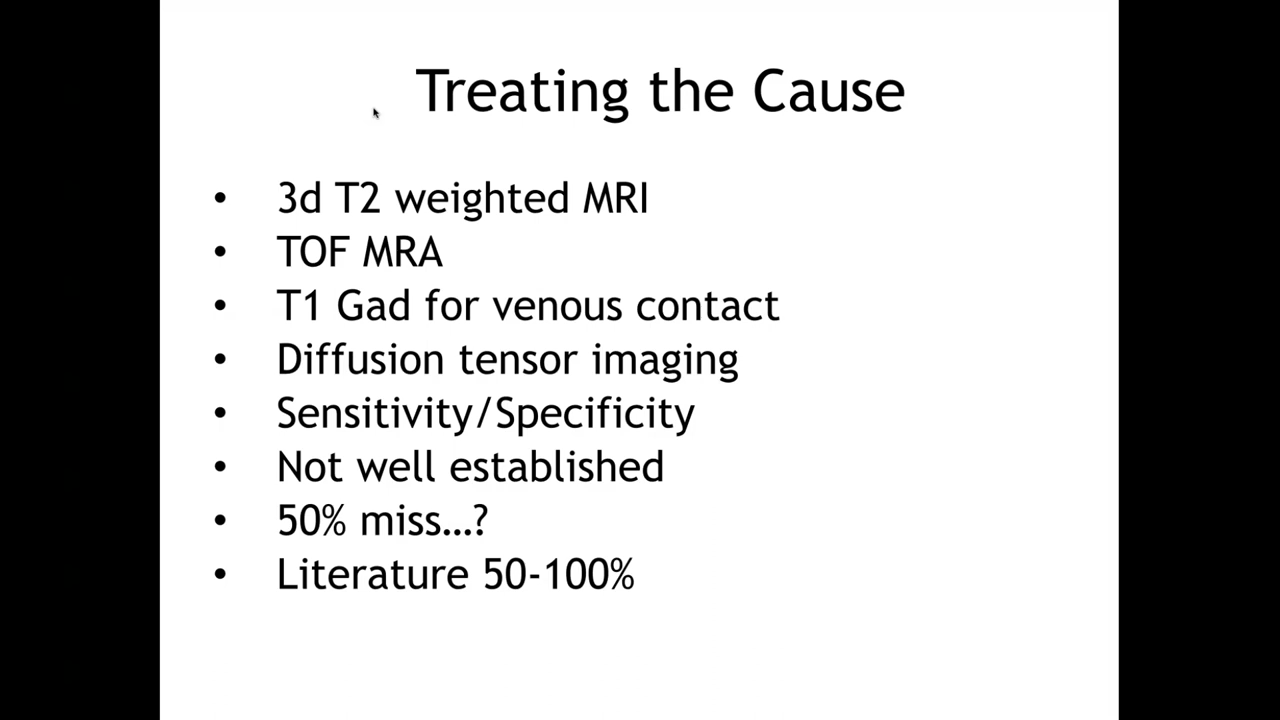 Treating the Cause
• 3d T2 weighted MRI
• TOF MRA
• T1 Gad for venous contact
• Diffusion tensor imaging
• Sensitivity/Specificity
• Not well established
• 50% miss…?
• Literature 50-100%